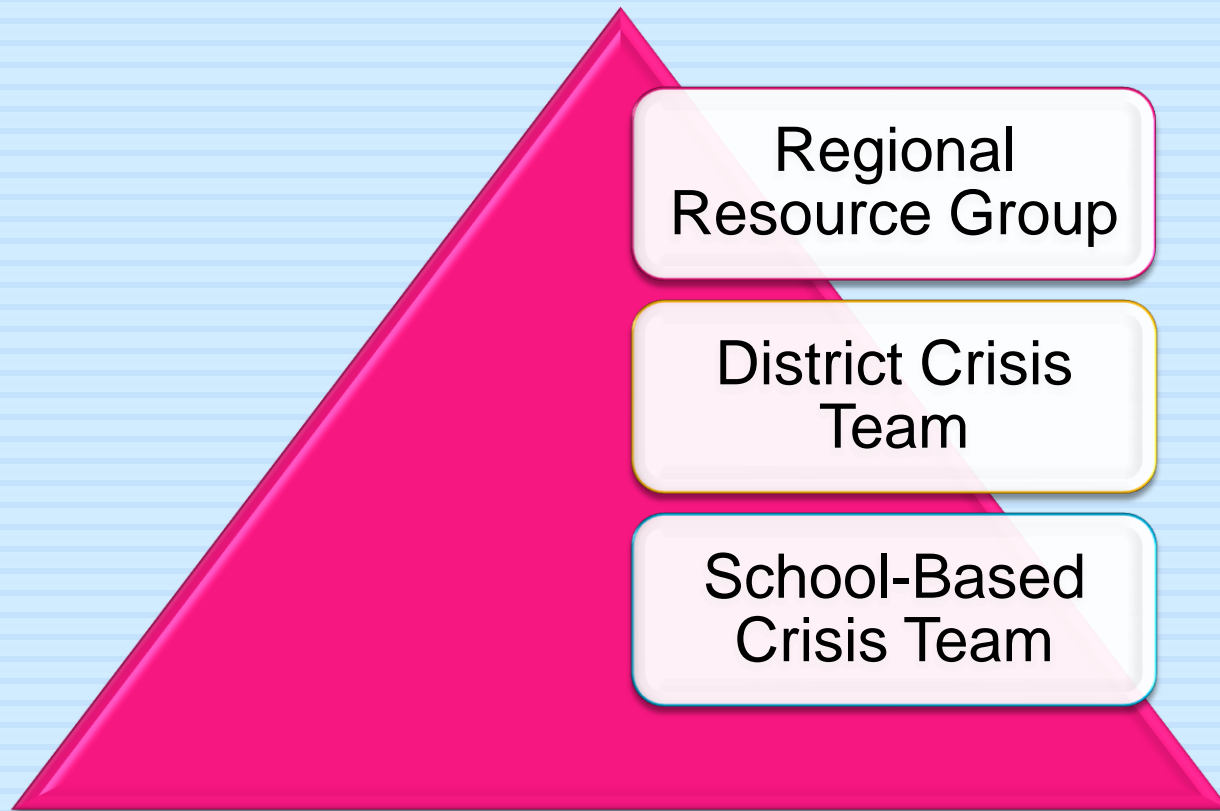 Regional
Resource Group
District Crisis
Team
School-Based
Crisis Team